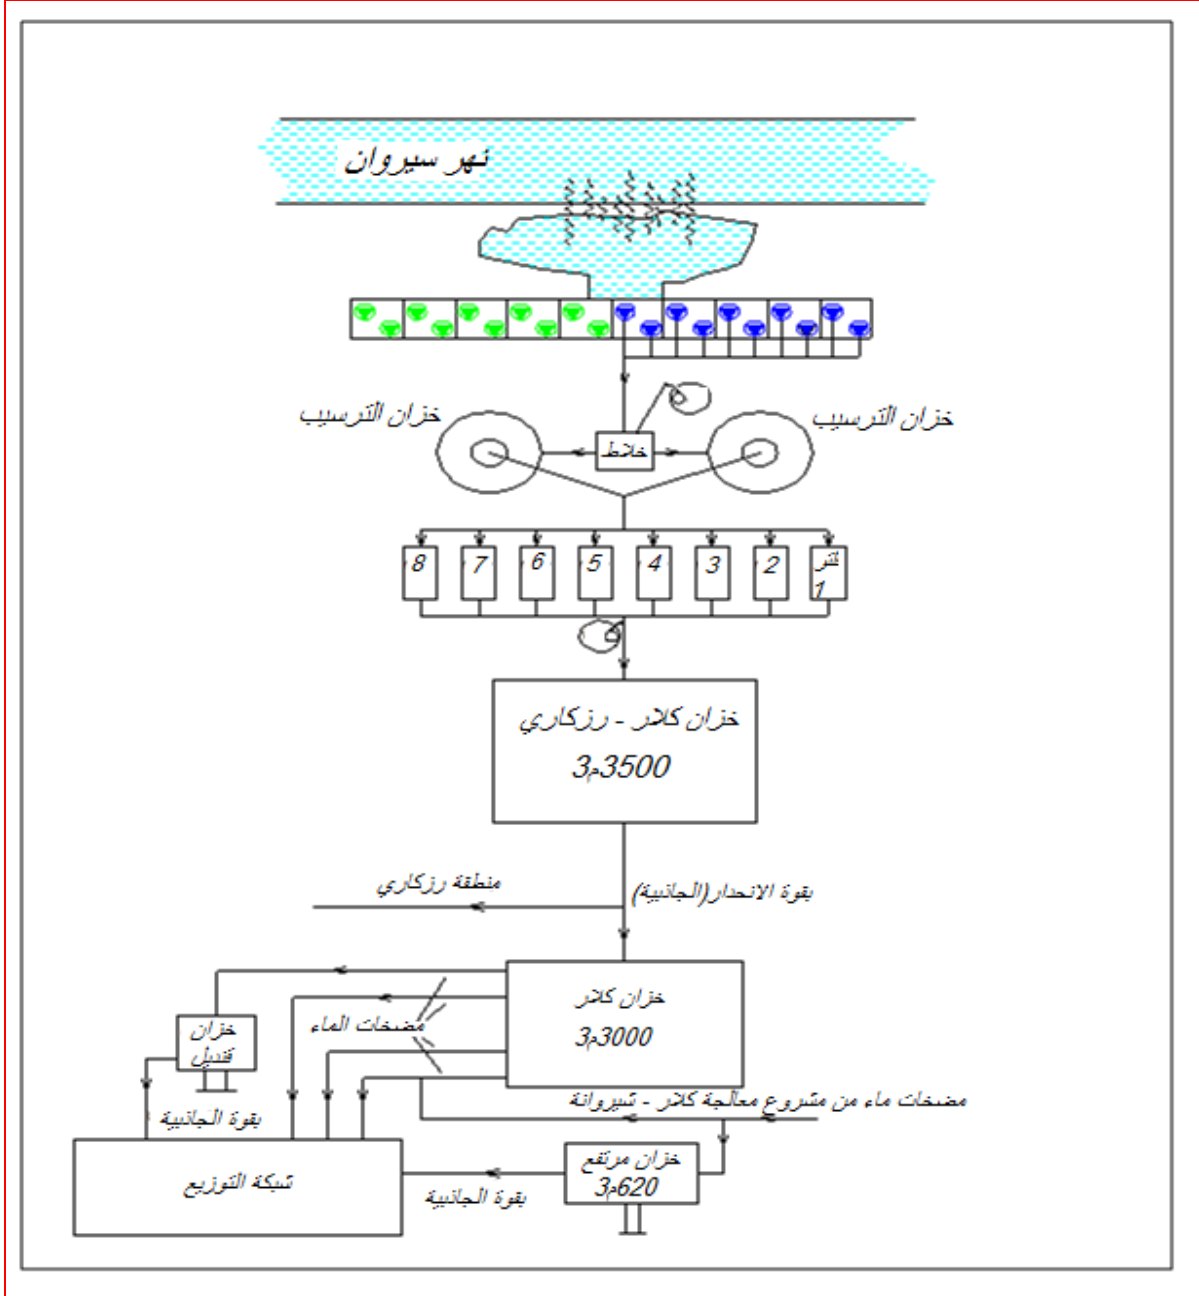 نهر سيروان
خزان الترسيب
خزان الترسيب
خلاط
فلتر
1
2
3
4
5
6
7
8
خزان كلار - رزكاري
3500م3
بقوة الانحدار(الجاذبية)
منطقة رزكاري
خزان كلار
3000م3
مضخات الماء
خزان
قنديل
بقوة الجاذبية
مضخات ماء من مشروع معالجة كلار - شيروانة
خزان مرتفع
620م3
بقوة الجاذبية
شبكة التوزيع